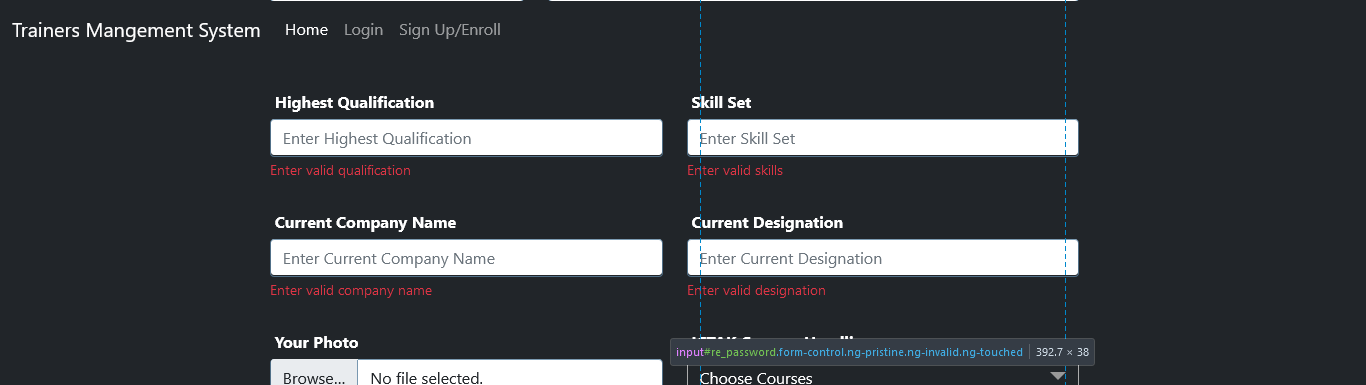 Trainers Mangement System Home Login Sign Up/Enroll
Highest Qualification Skill Set
Enter Highest Qualification Enter Skill Set
Enter valid qualification Enter valid skills
Current Company Name Current Designation
Enter Current Company Name Enter Current Designation
Enter valid company name Enter valid designation
Your Photo
input#re_password.form-control.ng-pristine.ng-invalid.ng-touched 392.7 × 38
Browse... No file selected. Choose Courses